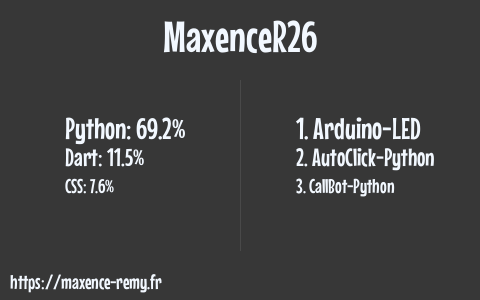 MaxenceR26
Python: 69.2%
Dart: 11.5%
CSS: 7.6%
1. Arduino-LED
2. AutoClick-Python
3. CallBot-Python
https://maxence-remy.fr